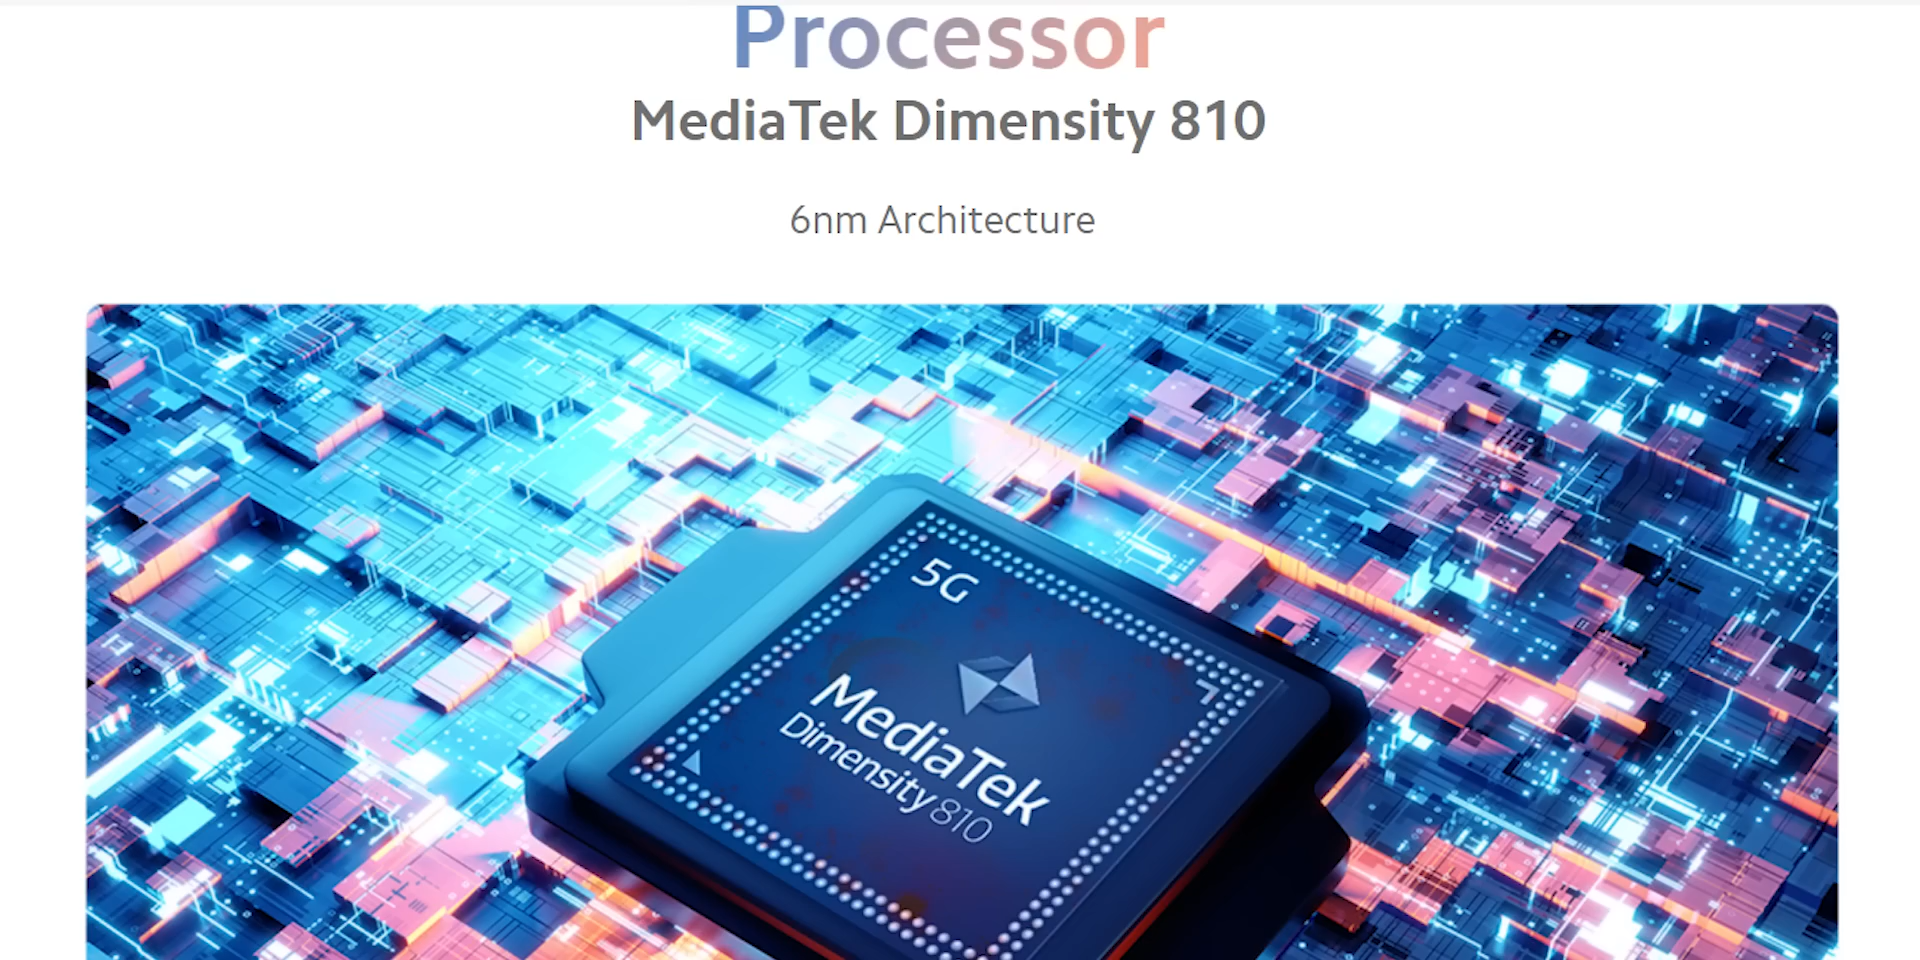 Processor
MediaTek Dimensity 810
6nm Architecture
5G
MediaTek
Dimensity 810